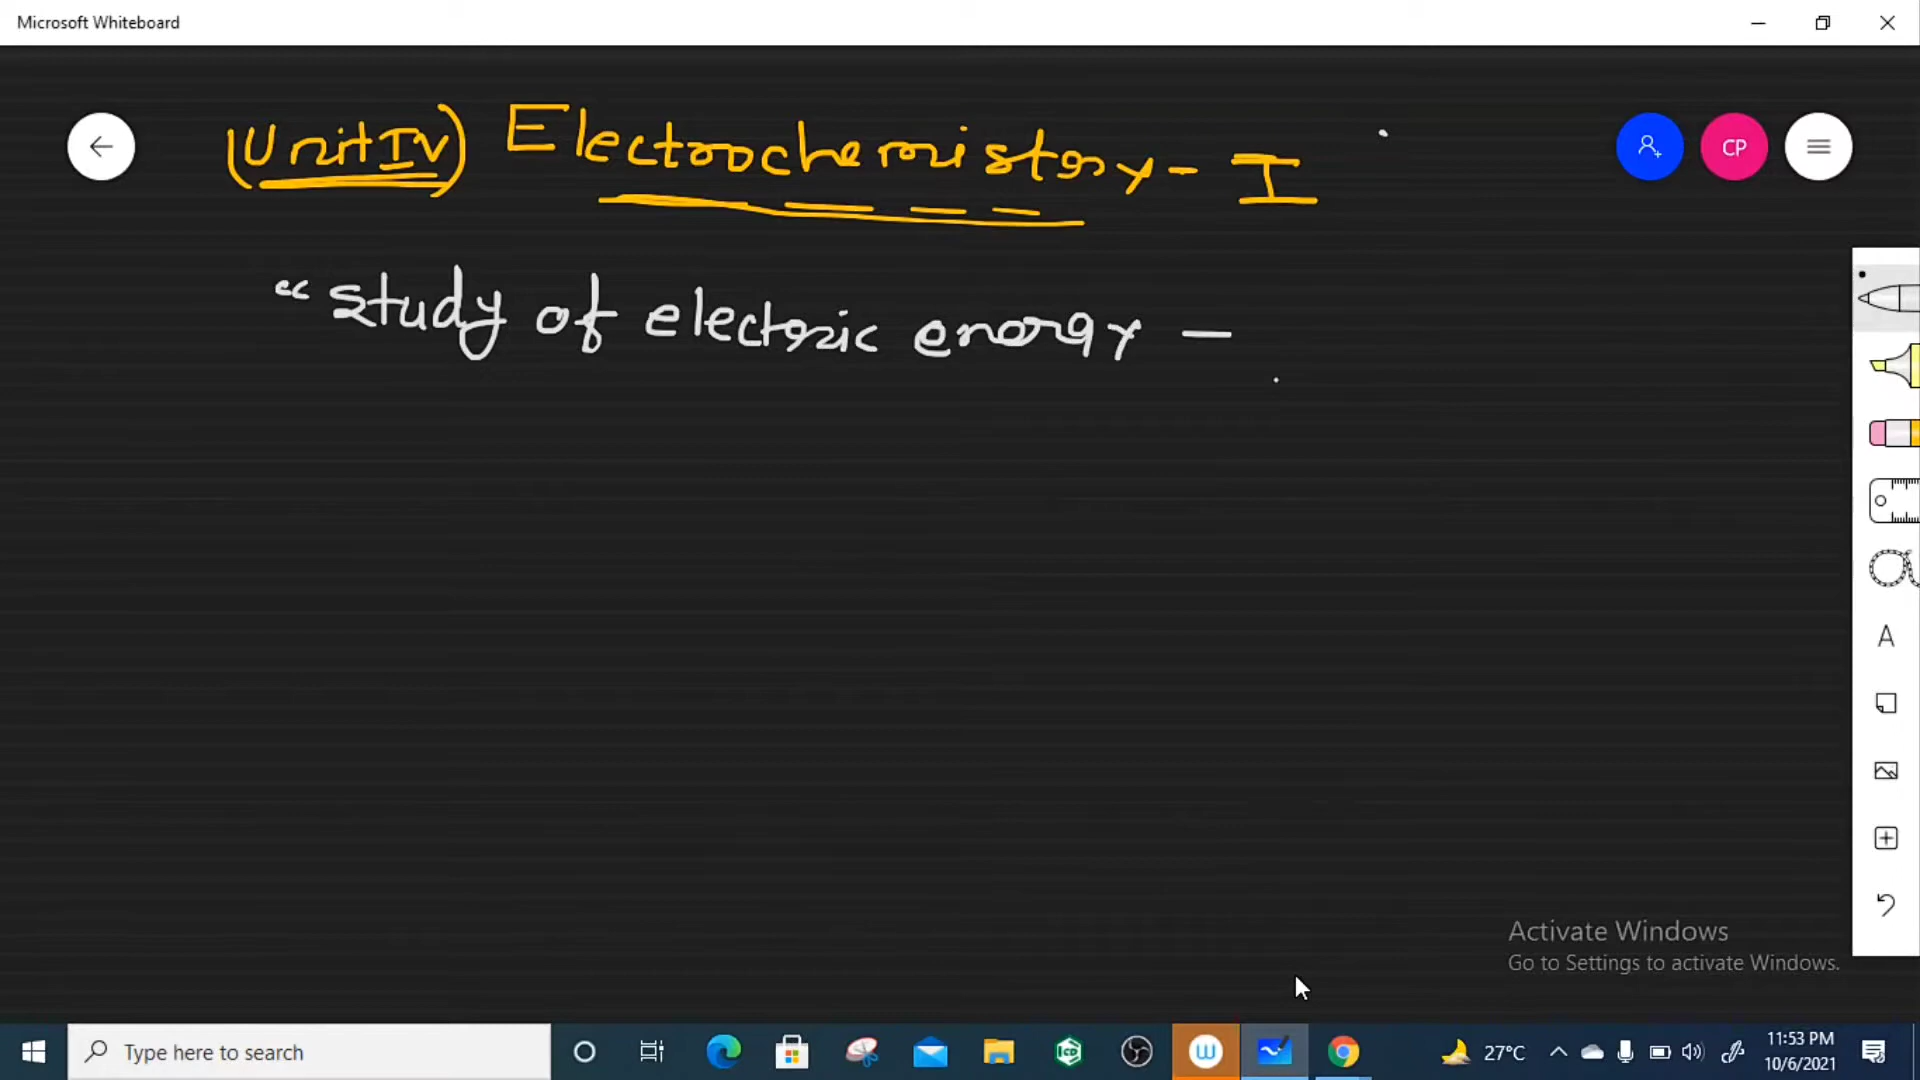 Microsoft Whiteboard
(Unit IV) Electrochemistry - I
CP
"study of electric energy -
A
Activate Windows
Go to Settings to activate Windows.
Type here to search
27°C
11:53 PM
10/6/2021